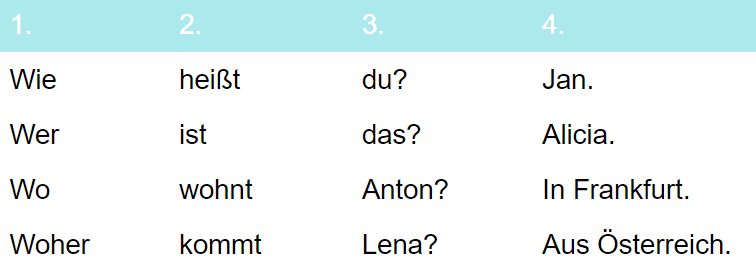 1. 2. 3. 4.
Wie heißt du? Jan.
Wer ist das? Alicia.
Wo wohnt Anton? In Frankfurt.
Woher kommt Lena? Aus Österreich.